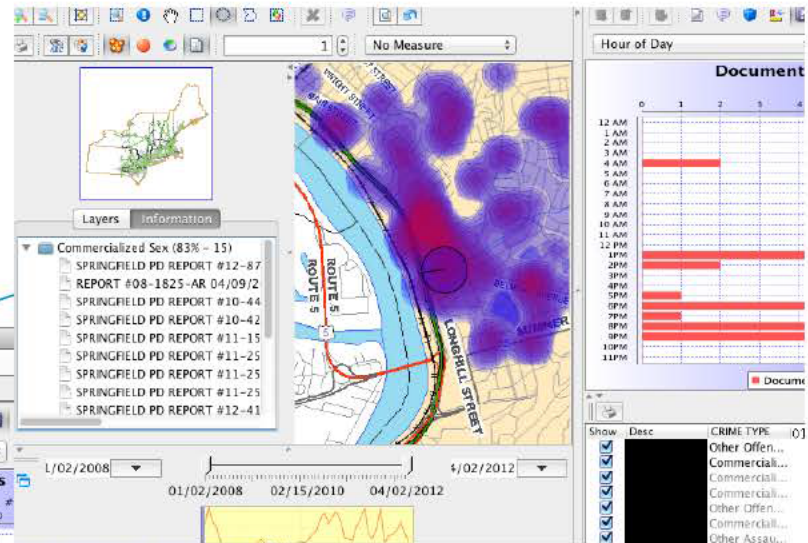 1
No Measure
Hour of Day
Document
0 1 2 3 4
12 AM
1 AM
2 AM
3 AM
4 AM
5 AM
6 AM
7 AM
8 AM
9 AM
10 AM
11 AM
12 PM
1PM
2PM
3PM
4PM
5PM
6PM
7PM
8PM
9PM
10PM
11PM
Docume
Layers Information
Commercialized Sex (83% - 15)
SPRINGFIELD PD REPORT #12-87
REPORT #08-1825-AR 04/09/2
SPRINGFIELD PD REPORT #10-44
SPRINGFIELD PD REPORT #10-42
SPRINGFIELD PD REPORT #11-15
SPRINGFIELD PD REPORT #11-25
SPRINGFIELD PD REPORT #11-25
SPRINGFIELD PD REPORT #11-25
SPRINGFIELD PD REPORT #12-41
ROUTE 5
ROUTE 5
5
LONGHILL STREET
SUMNER
Show Desc CRIME TYPE 01
Other Offen...
Commerciali...
Commerciali...
Commerciali...
Other Offen...
Commerciali...
Other Assau...
1/02/2008 4/02/2012
01/02/2008 02/15/2010 04/02/2012